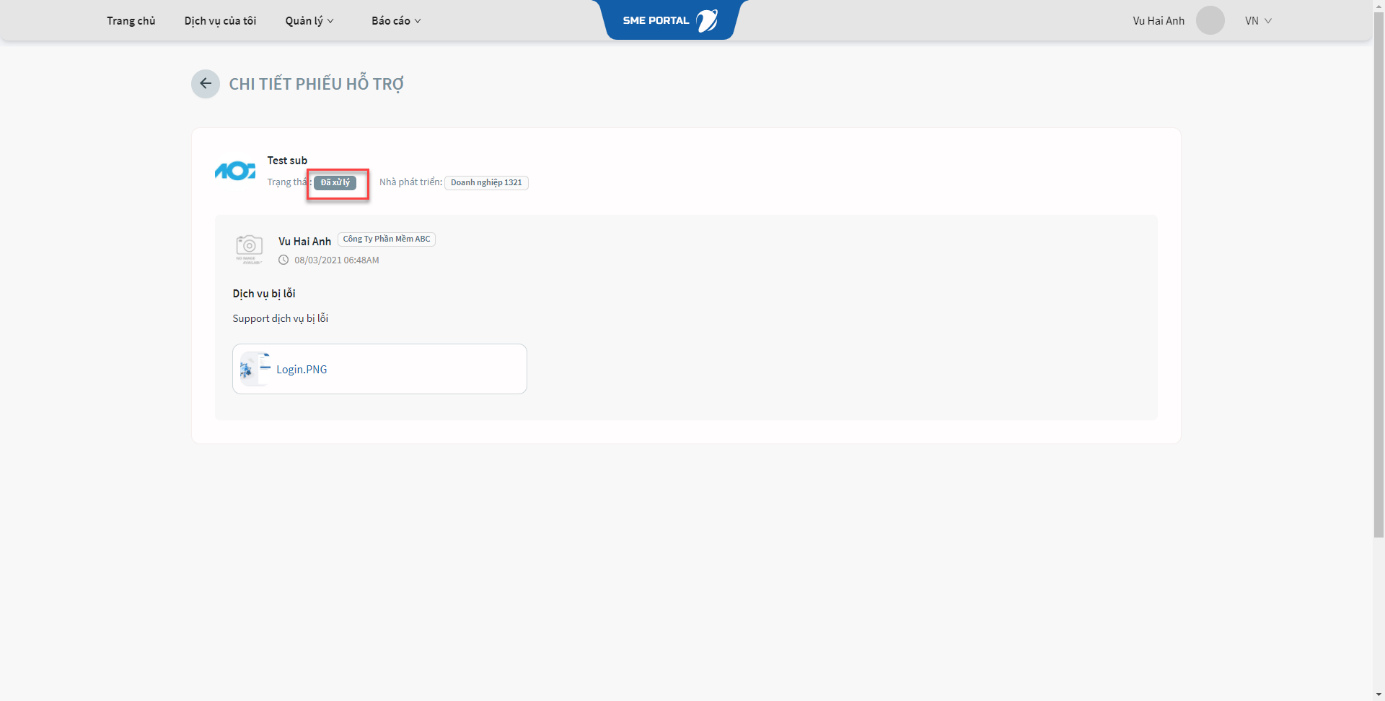 Trang chủ Dịch vụ của tôi Quản lý Báo cáo SME PORTAL Vu Hai Anh VN
CHI TIẾT PHIẾU HỖ TRỢ
Test sub
Trạng thá : Đã xử lý Nhà phát triển: Doanh nghiệp 1321
Vu Hai Anh Công Ty Phần Mềm ABC
08/03/2021 06:48AM
Dịch vụ bị lỗi
Support dịch vụ bị lỗi
Login.PNG